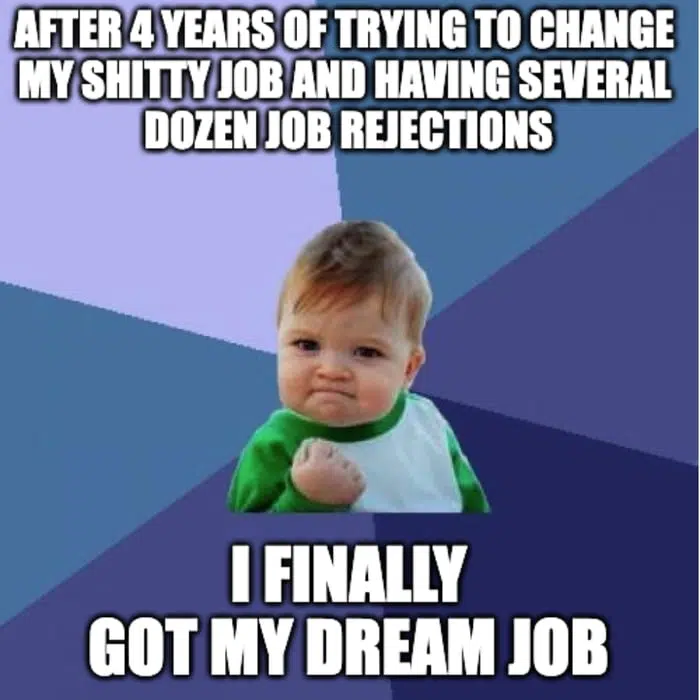 AFTER 4 YEARS OF TRYING TO CHANGE
MY SHITTY JOB AND HAVING SEVERAL
DOZEN JOB REJECTIONS
I FINALLY
GOT MY DREAM JOB